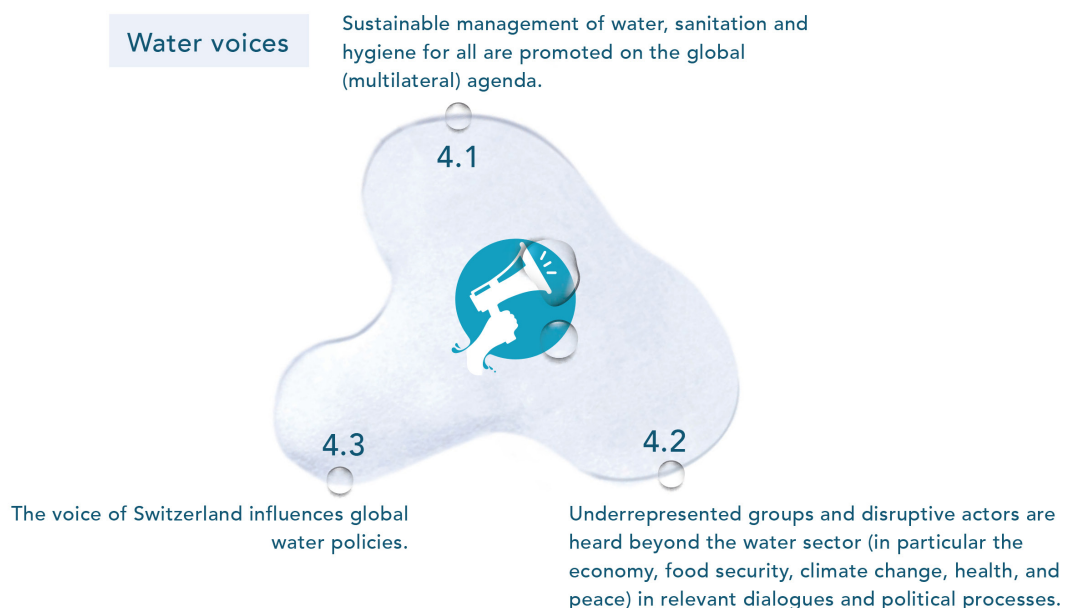 Water voices
Sustainable management of water, sanitation and
hygiene for all are promoted on the global
(multilateral) agenda.
4.1
4.3
4.2
The voice of Switzerland influences global
water policies.
Underrepresented groups and disruptive actors are
heard beyond the water sector (in particular the
economy, food security, climate change, health, and
peace) in relevant dialogues and political processes.